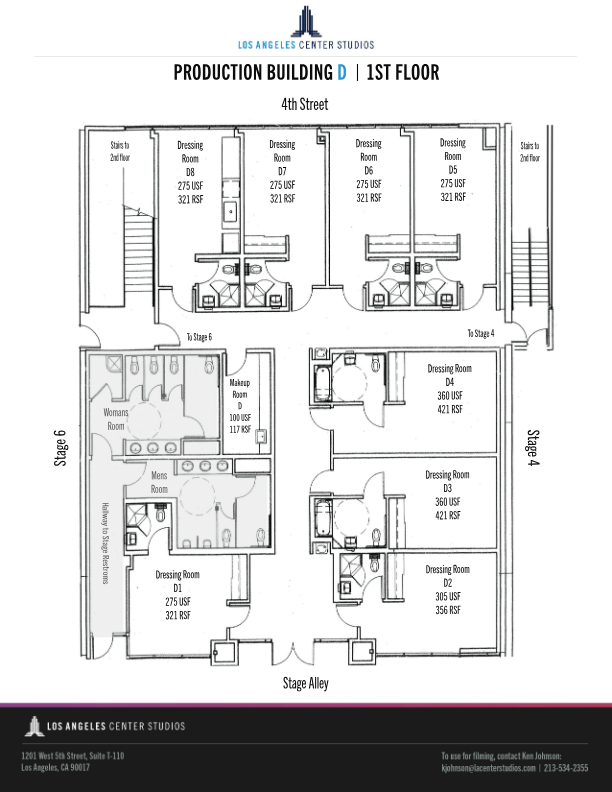 LOS ANGELES CENTER STUDIOS
PRODUCTION BUILDING D | 1ST FLOOR
4th Street
Stairs to
2nd floor
Dressing
Room
D8
275 USF
321 RSF
Dressing
Room
D7
275 USF
321 RSF
Dressing
Room
D6
275 USF
321 RSF
Dressing
Room
D5
275 USF
321 RSF
Stairs to
2nd floor
To Stage 6
To Stage 4
Womans
Room
Makeup
Room
D
100 USF
117 RSF
Dressing Room
D4
360 USF
421 RSF
Stage 6
Stage 4
Mens
Room
Dressing Room
D3
360 USF
421 RSF
Hallway to Stage Restrooms
Dressing Room
D1
275 USF
321 RSF
Dressing Room
D2
305 USF
356 RSF
Stage Alley
LOS ANGELES CENTER STUDIOS
1201 West 5th Street, Suite T-110
Los Angeles, CA 90017
To use for filming, contact Ken Johnson:
kjohnson@lacenterstudios.com | 213-534-2355